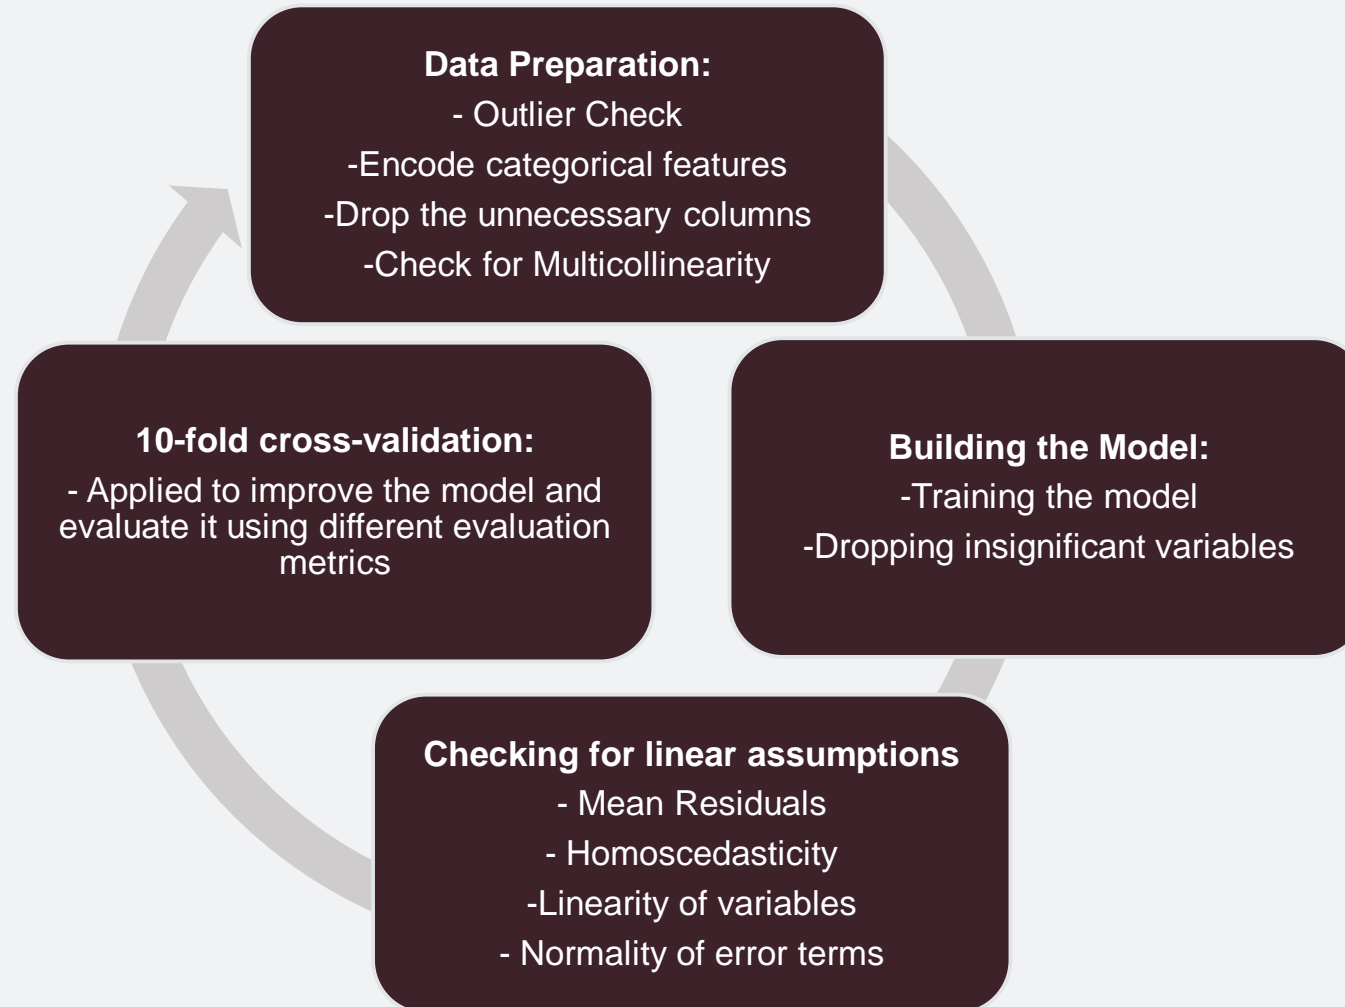 Data Preparation:
- Outlier Check
-Encode categorical features
-Drop the unnecessary columns
-Check for Multicollinearity
Building the Model:
-Training the model
-Dropping insignificant variables
Checking for linear assumptions
- Mean Residuals
- Homoscedasticity
-Linearity of variables
- Normality of error terms
10-fold cross-validation:
- Applied to improve the model and
evaluate it using different evaluation
metrics